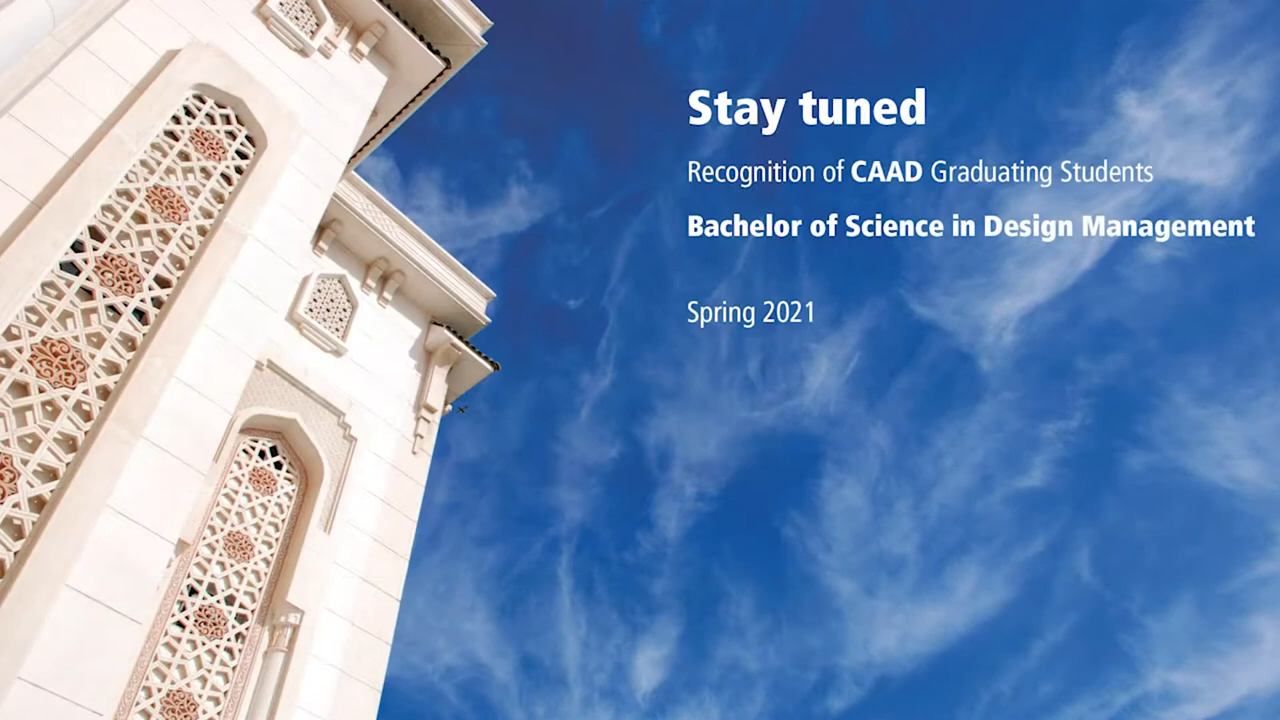 Stay tuned
Recognition of CAAD Graduating Students
Bachelor of Science in Design Management
Spring 2021